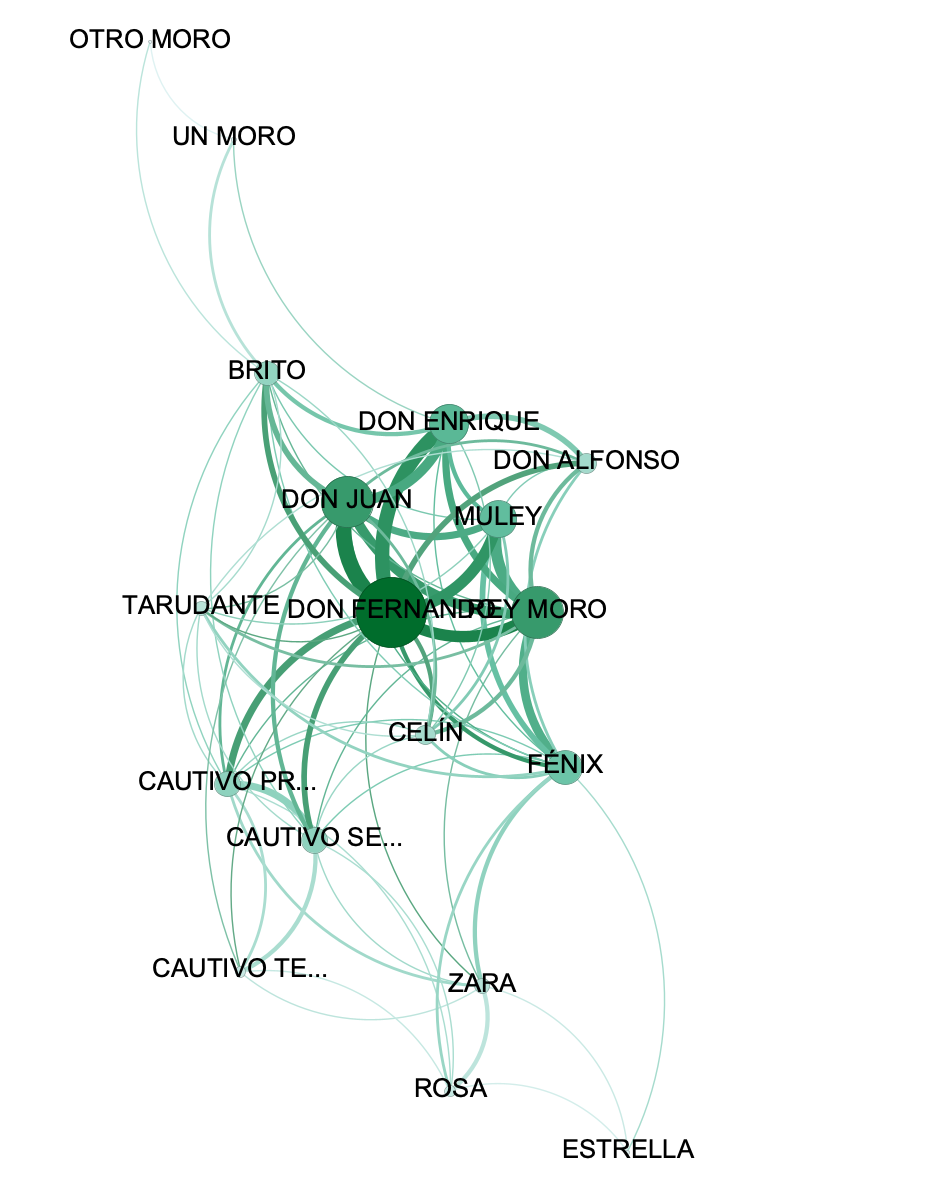 OTRO MORO
UN MORO
BRITO
DON ENRIQUE
DON ALFONSO
DON JUAN
MULEY
TARUDANTE
DON FERNANDO
REY MORO
CELÍN
FÉNIX
CAUTIVO PR...
CAUTIVO SE...
CAUTIVO TE...
ZARA
ROSA
ESTRELLA